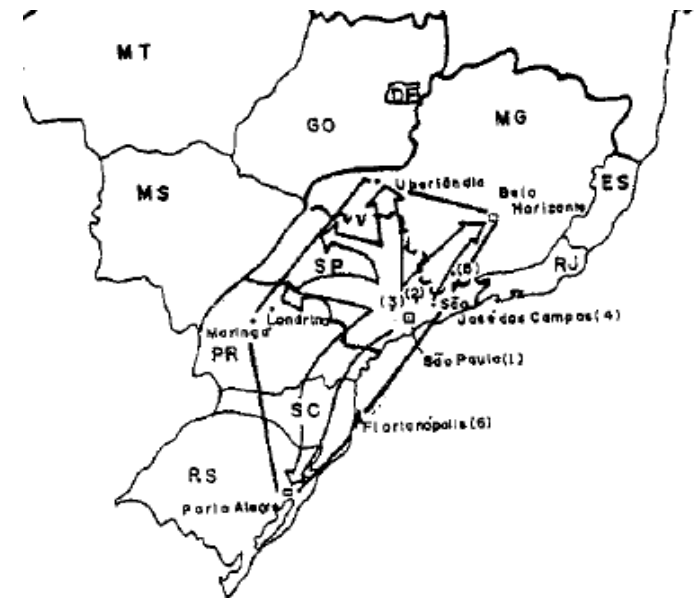 MT
DF
GO
MG
MS
Uberlândia
Belo
Horizonte
ES
V
SP
RJ
(5)
(3)
(2)
São
José dos Campos (4)
Londrina
Maringá
PR
São Paulo (1)
SC
Florianópolis (6)
RS
Porto Alegre